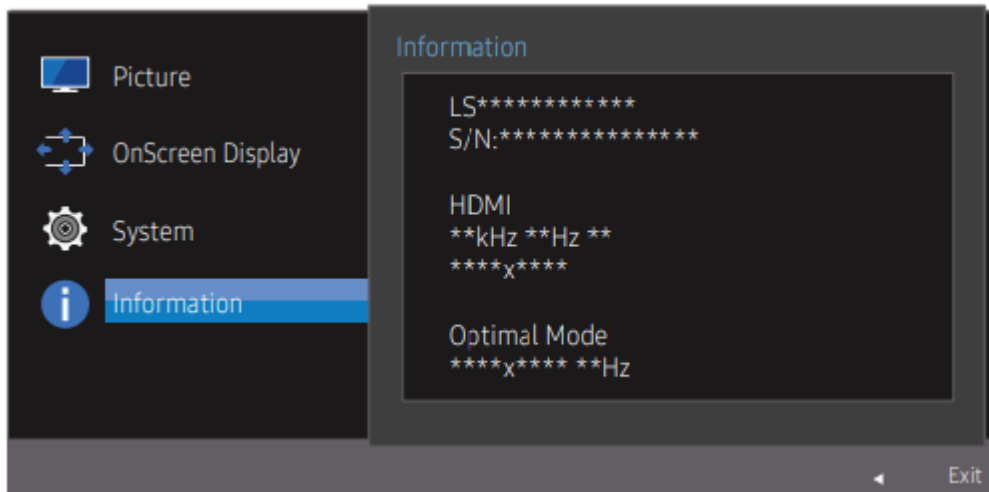 Picture
OnScreen Display
System
Information
Information
LS************
S/N:***************
HDMI
**kHz **Hz **
****x****
Optimal Mode
****x**** **Hz
Exit